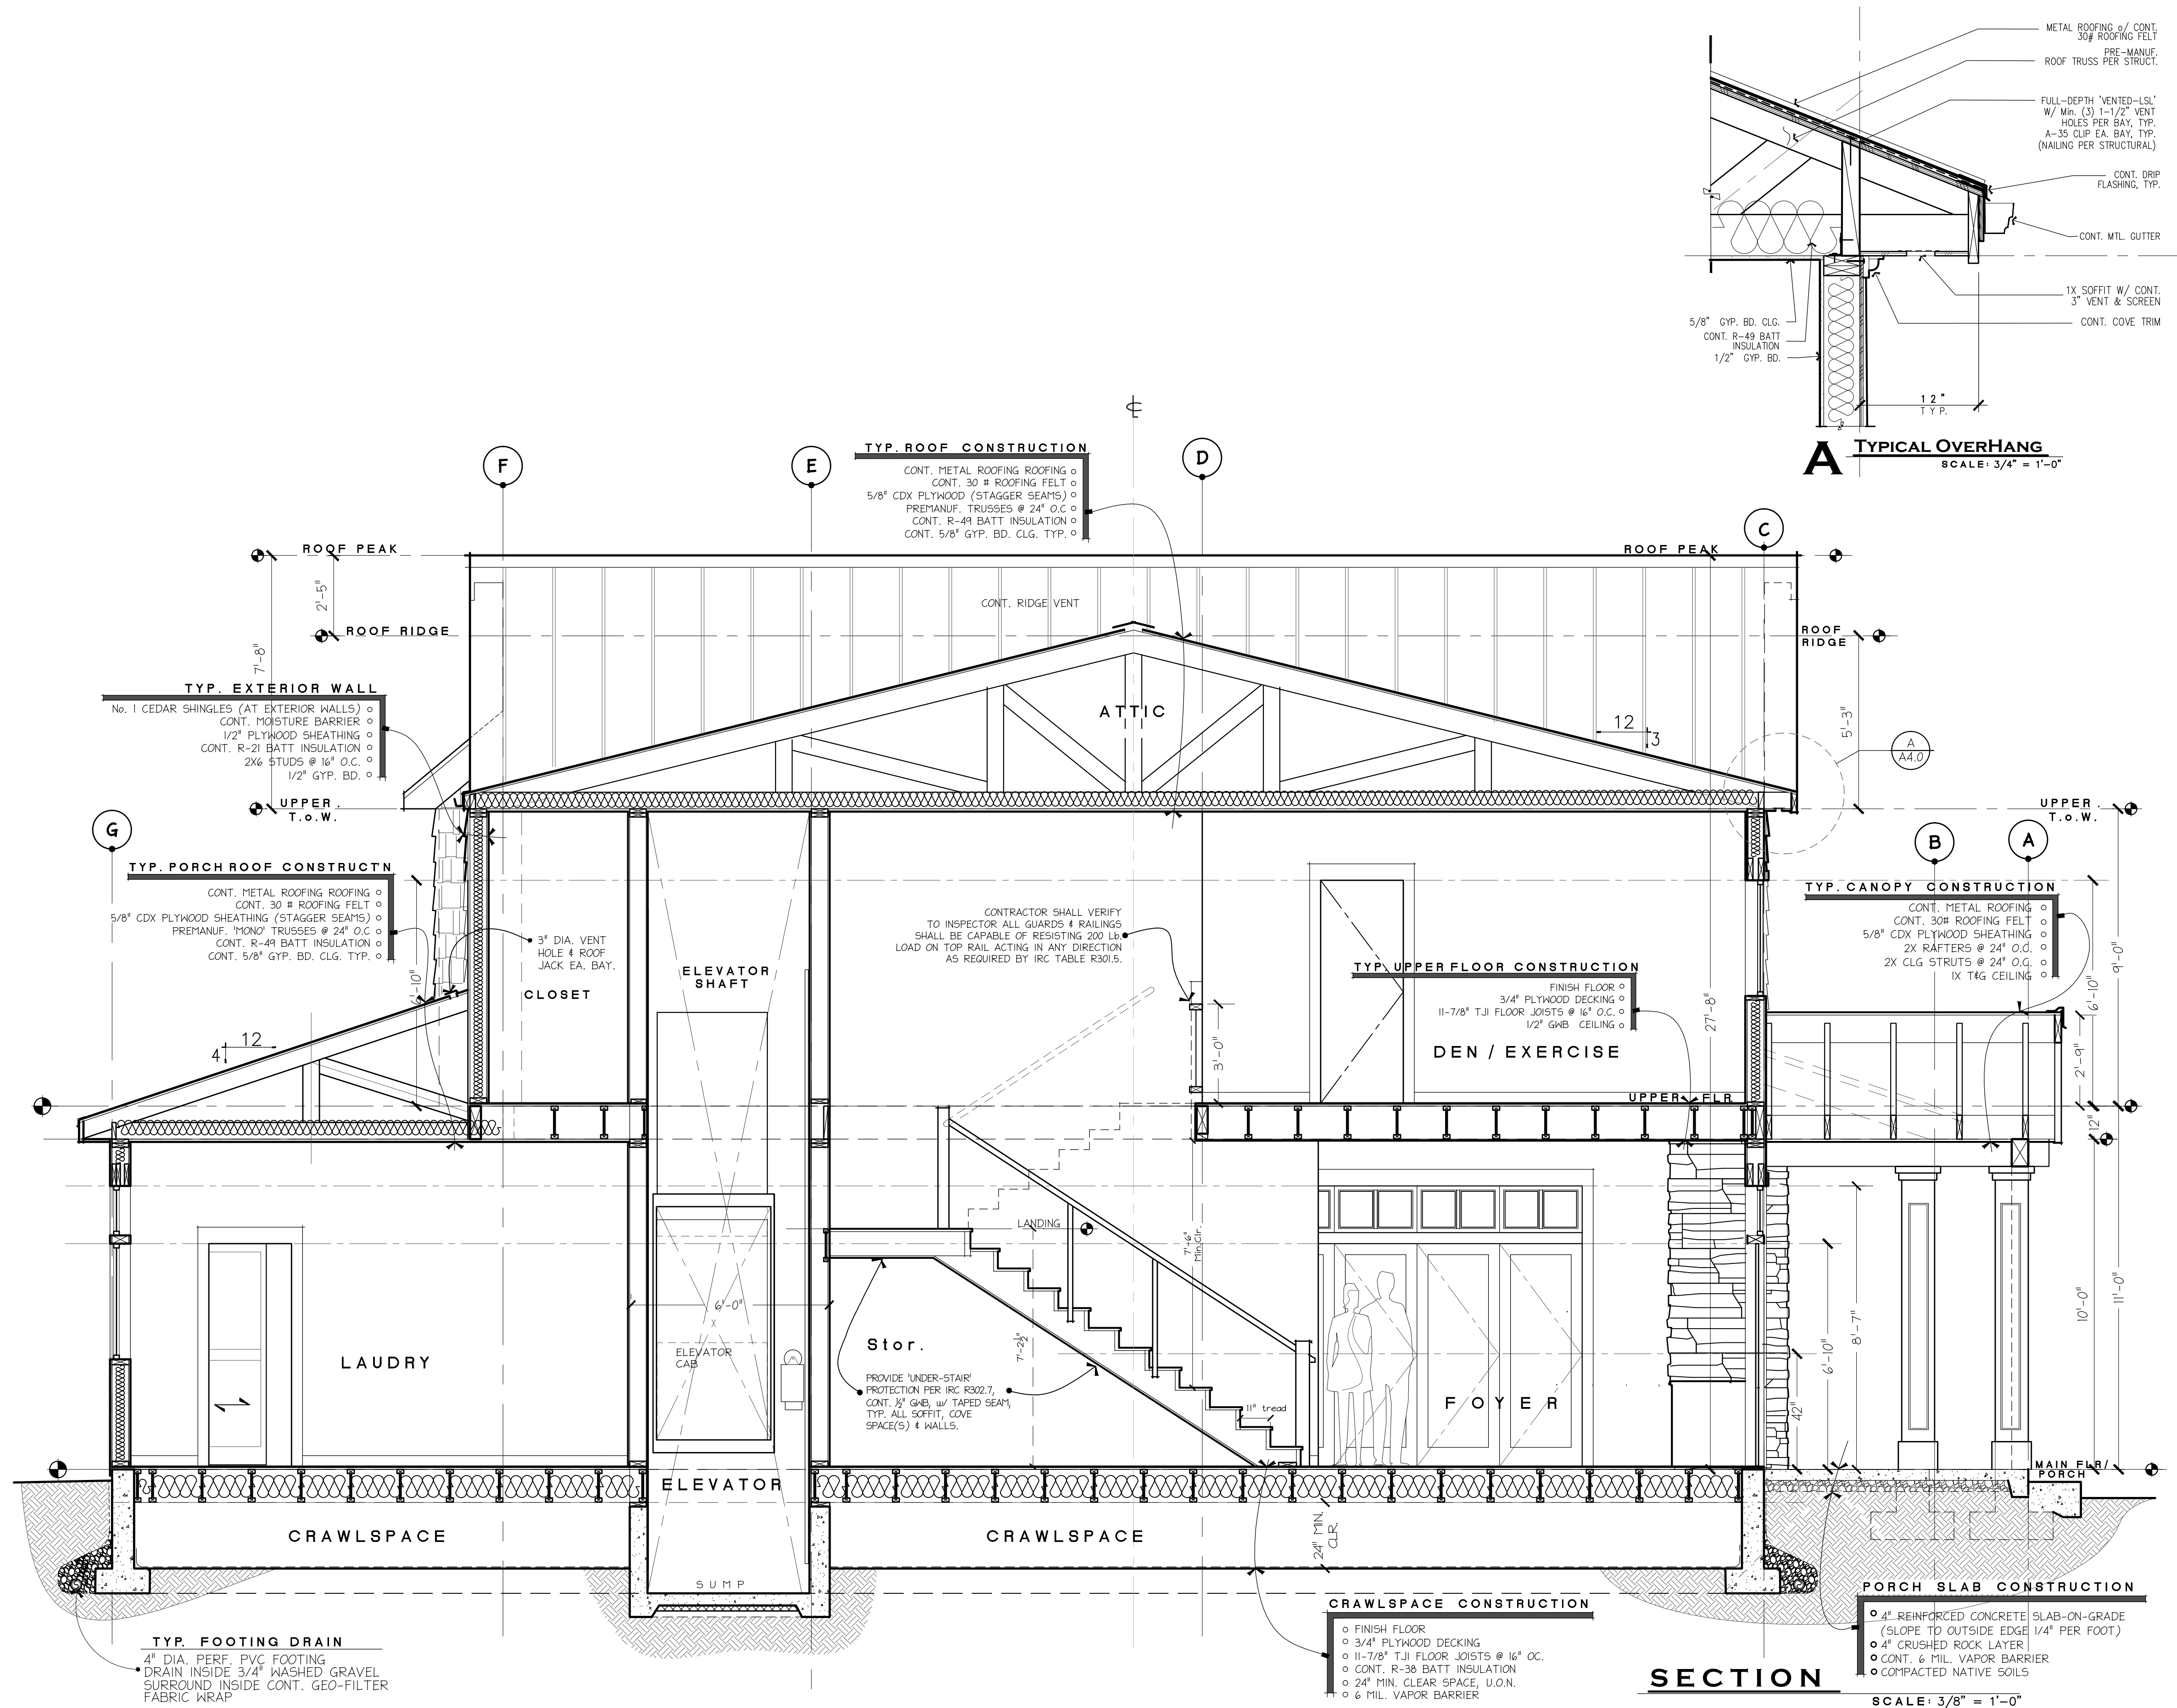 METAL ROOFING o/ CONT.
30# ROOFING FELT
PRE-MANUF.
ROOF TRUSS PER STRUCT.
FULL-DEPTH 'VENTED-LSL'
W/ Min. (3) 1-1/2" VENT
HOLES PER BAY, TYP.
A-35 CLIP EA. BAY, TYP.
(NAILING PER STRUCTURAL)
CONT. DRIP
FLASHING, TYP.
CONT. MTL. GUTTER
1X SOFFIT W/ CONT.
3" VENT & SCREEN
CONT. COVE TRIM
5/8" GYP. BD. CLG.
CONT. R-49 BATT
INSULATION
1/2" GYP. BD.
12"
TYP.
A TYPICAL OVERHANG
SCALE: 3/4" = 1'-0"
F
E
D
C
G
B
A
TYP. ROOF CONSTRUCTION
CONT. METAL ROOFING ROOFING
CONT. 30 # ROOFING FELT
5/8" CDX PLYWOOD (STAGGER SEAMS)
PREMANUF. TRUSSES @ 24" O.C
CONT. R-49 BATT INSULATION
CONT. 5/8" GYP. BD. CLG. TYP.
ROOF PEAK
ROOF PEAK
2'-5"
7'-8"
ROOF RIDGE
ROOF
RIDGE
CONT. RIDGE VENT
TYP. EXTERIOR WALL
No. 1 CEDAR SHINGLES (AT EXTERIOR WALLS)
CONT. MOISTURE BARRIER
1/2" PLYWOOD SHEATHING
CONT. R-21 BATT INSULATION
2X6 STUDS @ 16" O.C.
1/2" GYP. BD.
ATTIC
12
3
5'-3"
A
A4.0
UPPER .
T.o.W.
UPPER .
T.o.W.
TYP. PORCH ROOF CONSTRUCT'N
CONT. METAL ROOFING ROOFING
CONT. 30 # ROOFING FELT
5/8" CDX PLYWOOD SHEATHING (STAGGER SEAMS)
PREMANUF. 'MONO' TRUSSES @ 24" O.C
CONT. R-49 BATT INSULATION
CONT. 5/8" GYP. BD. CLG. TYP.
6'-10"
3" DIA. VENT
HOLE & ROOF
JACK EA. BAY.
CLOSET
ELEVATOR
SHAFT
CONTRACTOR SHALL VERIFY
TO INSPECTOR ALL GUARDS & RAILINGS
SHALL BE CAPABLE OF RESISTING 200 Lb.
LOAD ON TOP RAIL ACTING IN ANY DIRECTION
AS REQUIRED BY IRC TABLE R301.5.
3'-0"
TYP. UPPER FLOOR CONSTRUCTION
FINISH FLOOR
3/4" PLYWOOD DECKING
11-7/8" TJI FLOOR JOISTS @ 16" O.C.
1/2" GWB CEILING
DEN / EXERCISE
27'-8"
TYP. CANOPY CONSTRUCTION
CONT. METAL ROOFING
CONT. 30# ROOFING FELT
5/8" CDX PLYWOOD SHEATHING
2X RAFTERS @ 24" O.C.
2X CLG STRUTS @ 24" O.C.
1X T&G CEILING
9'-0"
6'-10"
2'-9"
12"
12
4
UPPER FLR
LANDING
7'-6"
Min. Clr.
6'-0"
7'-2½"
ELEVATOR
CAB
Stor.
PROVIDE 'UNDER-STAIR'
PROTECTION PER IRC R302.7,
CONT. ½" GWB, w/ TAPED SEAM,
TYP. ALL SOFFIT, COVE
SPACE(S) & WALLS.
11" tread
LAUDRY
FOYER
42"
6'-10"
8'-7"
10'-0"
11'-0"
MAIN FLR/
PORCH
ELEVATOR
CRAWLSPACE
CRAWLSPACE
24" MIN.
CLR.
SUMP
TYP. FOOTING DRAIN
4" DIA. PERF. PVC FOOTING
DRAIN INSIDE 3/4" WASHED GRAVEL
SURROUND INSIDE CONT. GEO-FILTER
FABRIC WRAP
CRAWLSPACE CONSTRUCTION
FINISH FLOOR
3/4" PLYWOOD DECKING
11-7/8" TJI FLOOR JOISTS @ 16" OC.
CONT. R-38 BATT INSULATION
24" MIN. CLEAR SPACE, U.O.N.
6 MIL. VAPOR BARRIER
PORCH SLAB CONSTRUCTION
4" REINFORCED CONCRETE SLAB-ON-GRADE
(SLOPE TO OUTSIDE EDGE 1/4" PER FOOT)
4" CRUSHED ROCK LAYER
CONT. 6 MIL. VAPOR BARRIER
COMPACTED NATIVE SOILS
SECTION
SCALE: 3/8" = 1'-0"